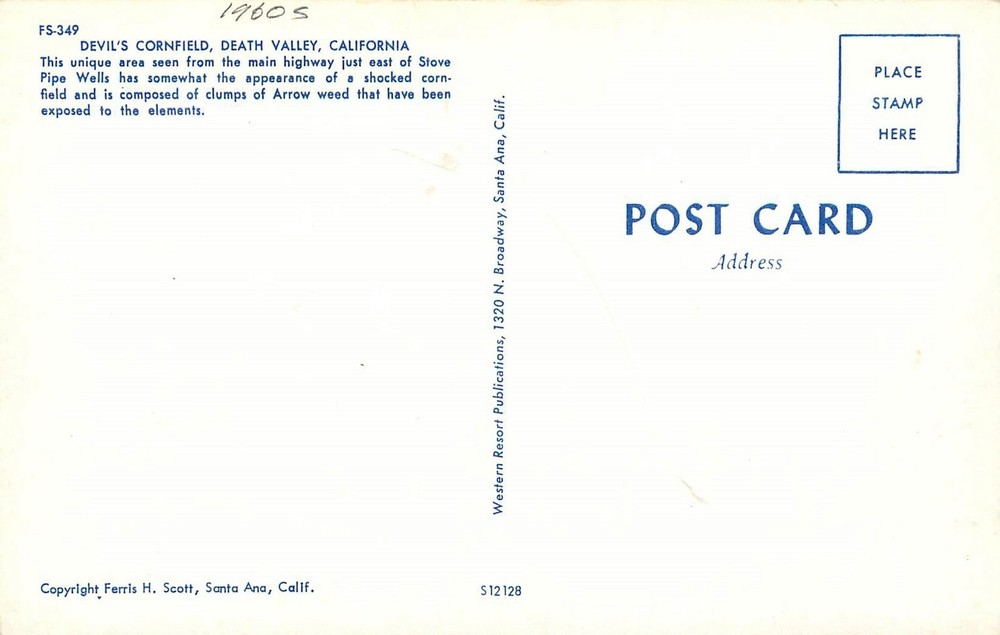 1960s
FS-349
DEVIL'S CORNFIELD, DEATH VALLEY, CALIFORNIA
This unique area seen from the main highway just east of Stove
Pipe Wells has somewhat the appearance of a shocked corn-
field and is composed of clumps of Arrow weed that have been
exposed to the elements.
Western Resort Publications, 1320 N. Broadway, Santa Ana, Calif.
PLACE
STAMP
HERE
POST CARD
Address
Copyright Ferris H. Scott, Santa Ana, Calif.
S12128